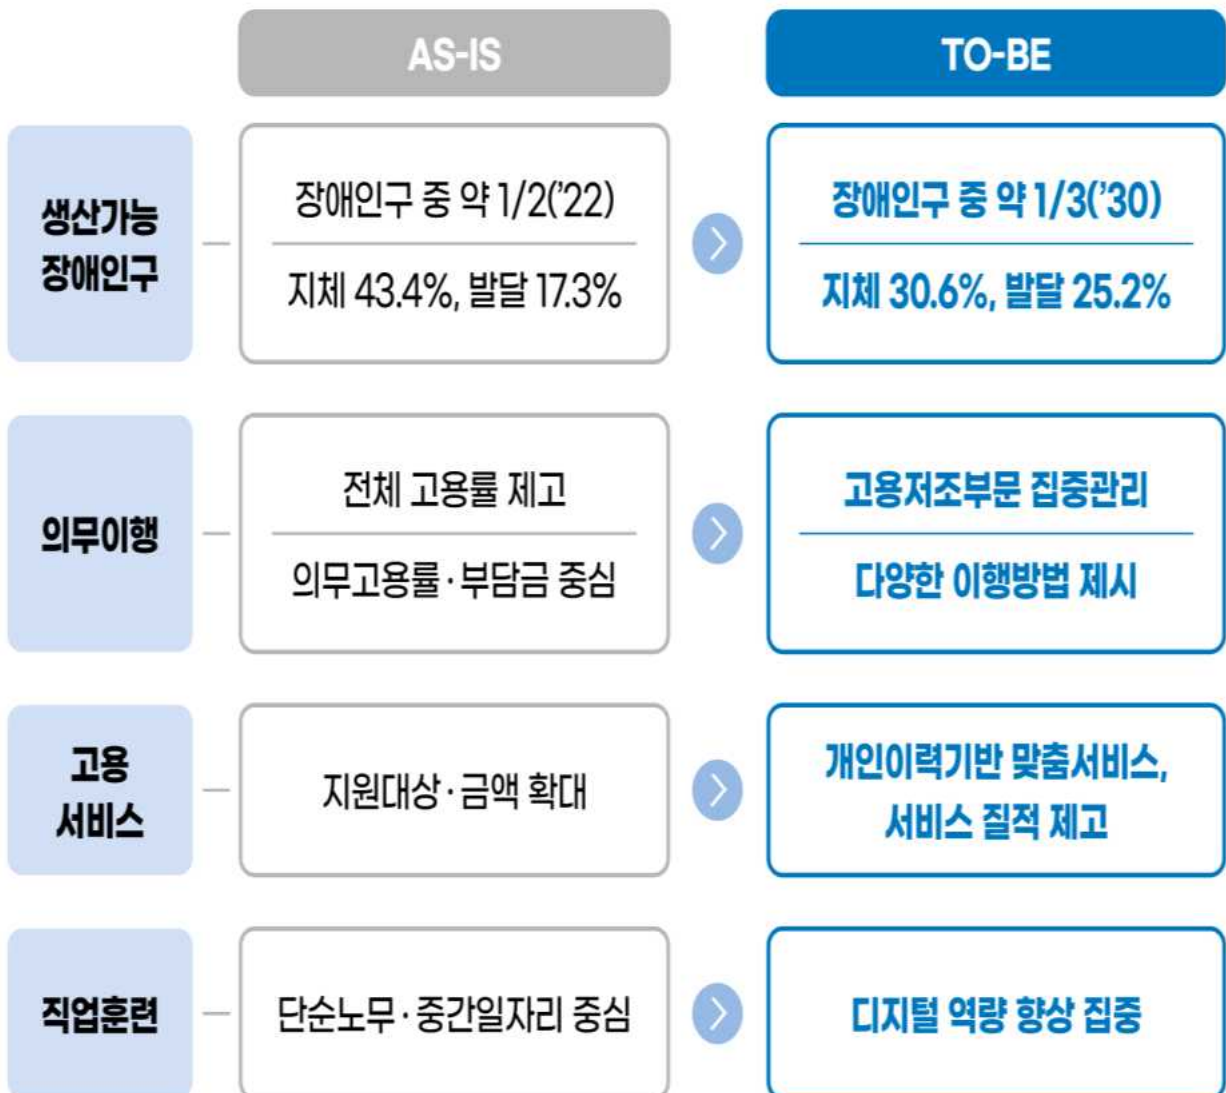 AS-IS
TO-BE
생산가능
장애인구
장애인구 중 약 1/2('22)
지체 43.4%, 발달 17.3%
장애인구 중 약 1/3('30)
지체 30.6%, 발달 25.2%
의무이행
전체 고용률 제고
의무고용률·부담금 중심
고용저조부문 집중관리
다양한 이행방법 제시
고용
서비스
지원대상·금액 확대
개인이력기반 맞춤서비스,
서비스 질적 제고
직업훈련
단순노무·중간일자리 중심
디지털 역량 향상 집중